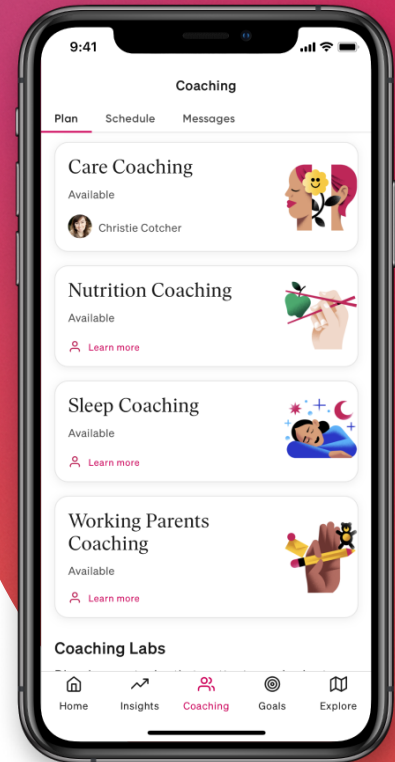 9:41
Coaching
Plan Schedule Messages
Care Coaching
Available
Christie Cotcher
Nutrition Coaching
Available
Learn more
Sleep Coaching
Available
Learn more
Working Parents
Coaching
Available
Learn more
Coaching Labs
Home Insights Coaching Goals Explore